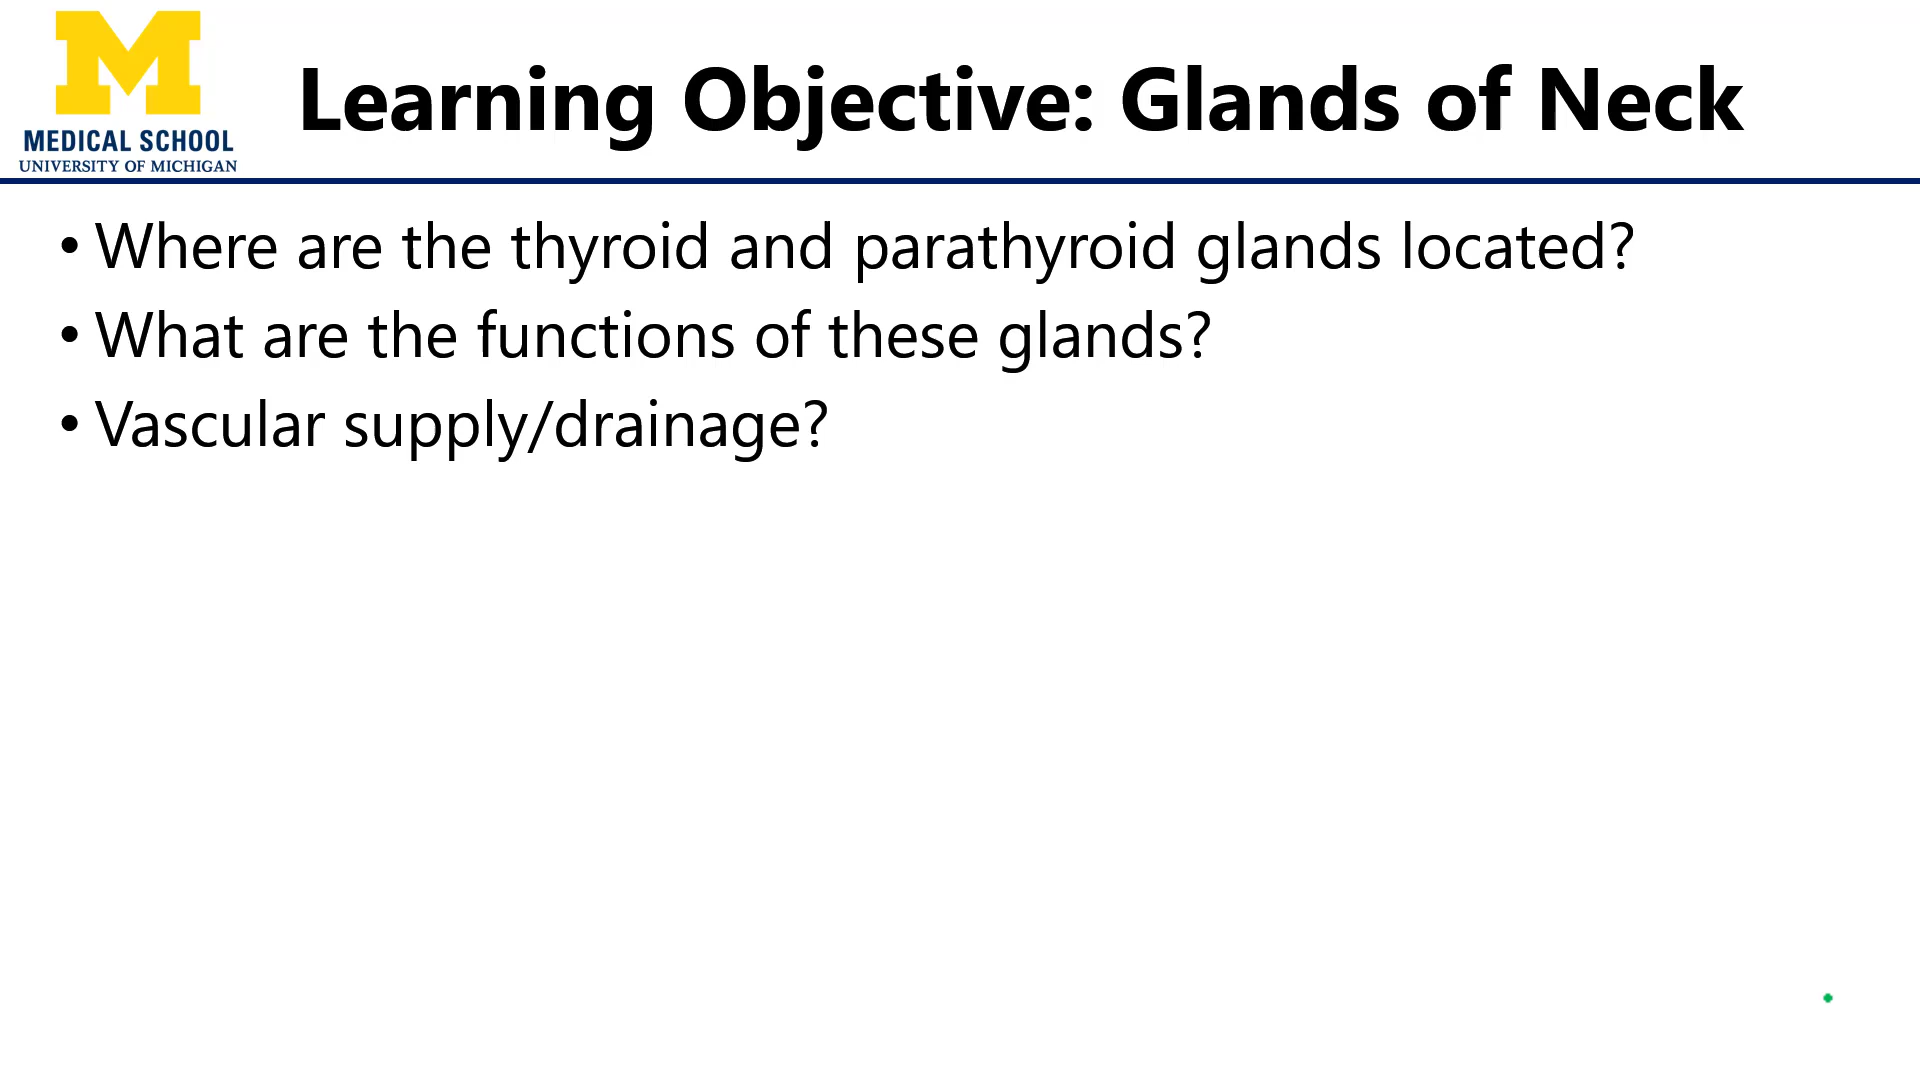 M
MEDICAL SCHOOL
UNIVERSITY OF MICHIGAN
Learning Objective: Glands of Neck
• Where are the thyroid and parathyroid glands located?
• What are the functions of these glands?
• Vascular supply/drainage?